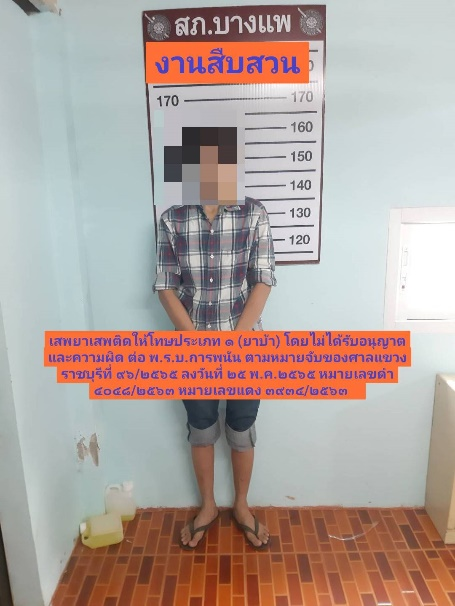 สภ.บางแพ
งานสืบสวน
170 170
160
150
140
130
120
เสพยาเสพติดให้โทษประเภท ๑ (ยาบ้า) โดยไม่ได้รับอนุญาต
และความผิด ต่อ พ.ร.บ.การพนัน ตามหมายจับของศาลแขวง
ราชบุรีที่ ๙๖/๒๕๖๕ ลงวันที่ ๒๕ พ.ค.๒๕๖๕ หมายเลขดำ
๔๐๔๘/๒๕๖๓ หมายเลขแดง ๓๙๓๔/๒๕๖๓